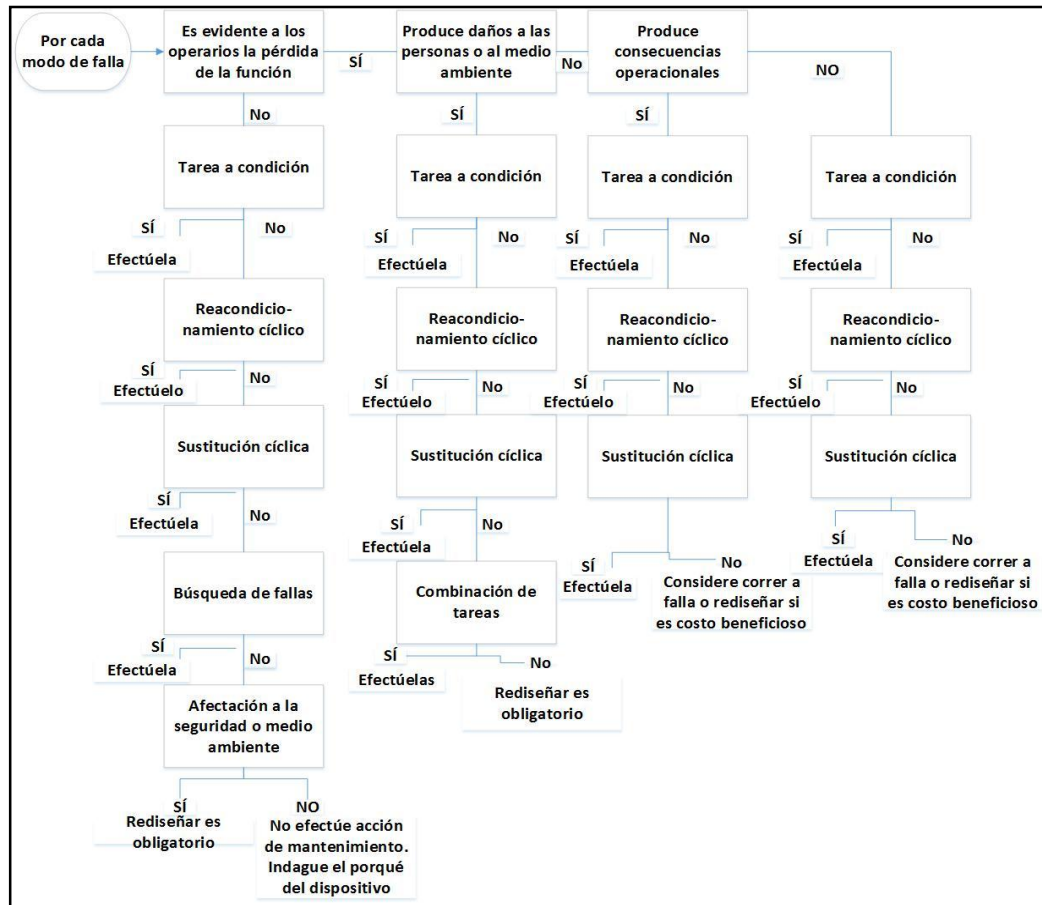 Por cada
modo de falla
Es evidente a los
operarios la pérdida
de la función
SÍ
Produce daños a las
personas o al medio
ambiente
No
Produce
consecuencias
operacionales
NO
No
SÍ
SÍ
Tarea a condición
Tarea a condición
Tarea a condición
Tarea a condición
SÍ
No
Efectúela
SÍ
No
Efectúela
SÍ
No
Efectúela
SÍ
No
Efectúela
Reacondicio-
namiento cíclico
Reacondicio-
namiento cíclico
Reacondicio-
namiento cíclico
Reacondicio-
namiento cíclico
SÍ
No
Efectúelo
SÍ
No
Efectúelo
SÍ
No
Efectúelo
SÍ
No
Efectúelo
Sustitución cíclica
Sustitución cíclica
Sustitución cíclica
Sustitución cíclica
SÍ
No
Efectúela
SÍ
No
Efectúela
SÍ
Efectúela
No
Considere correr a
falla o rediseñar si
es costo beneficioso
SÍ
Efectúela
No
Considere correr a
falla o rediseñar si
es costo beneficioso
Búsqueda de fallas
Combinación de
tareas
SÍ
No
Efectúela
SÍ
Efectúelas
No
Rediseñar es
obligatorio
Afectación a la
seguridad o medio
ambiente
SÍ
Rediseñar es
obligatorio
NO
No efectúe acción
de mantenimiento.
Indague el porqué
del dispositivo